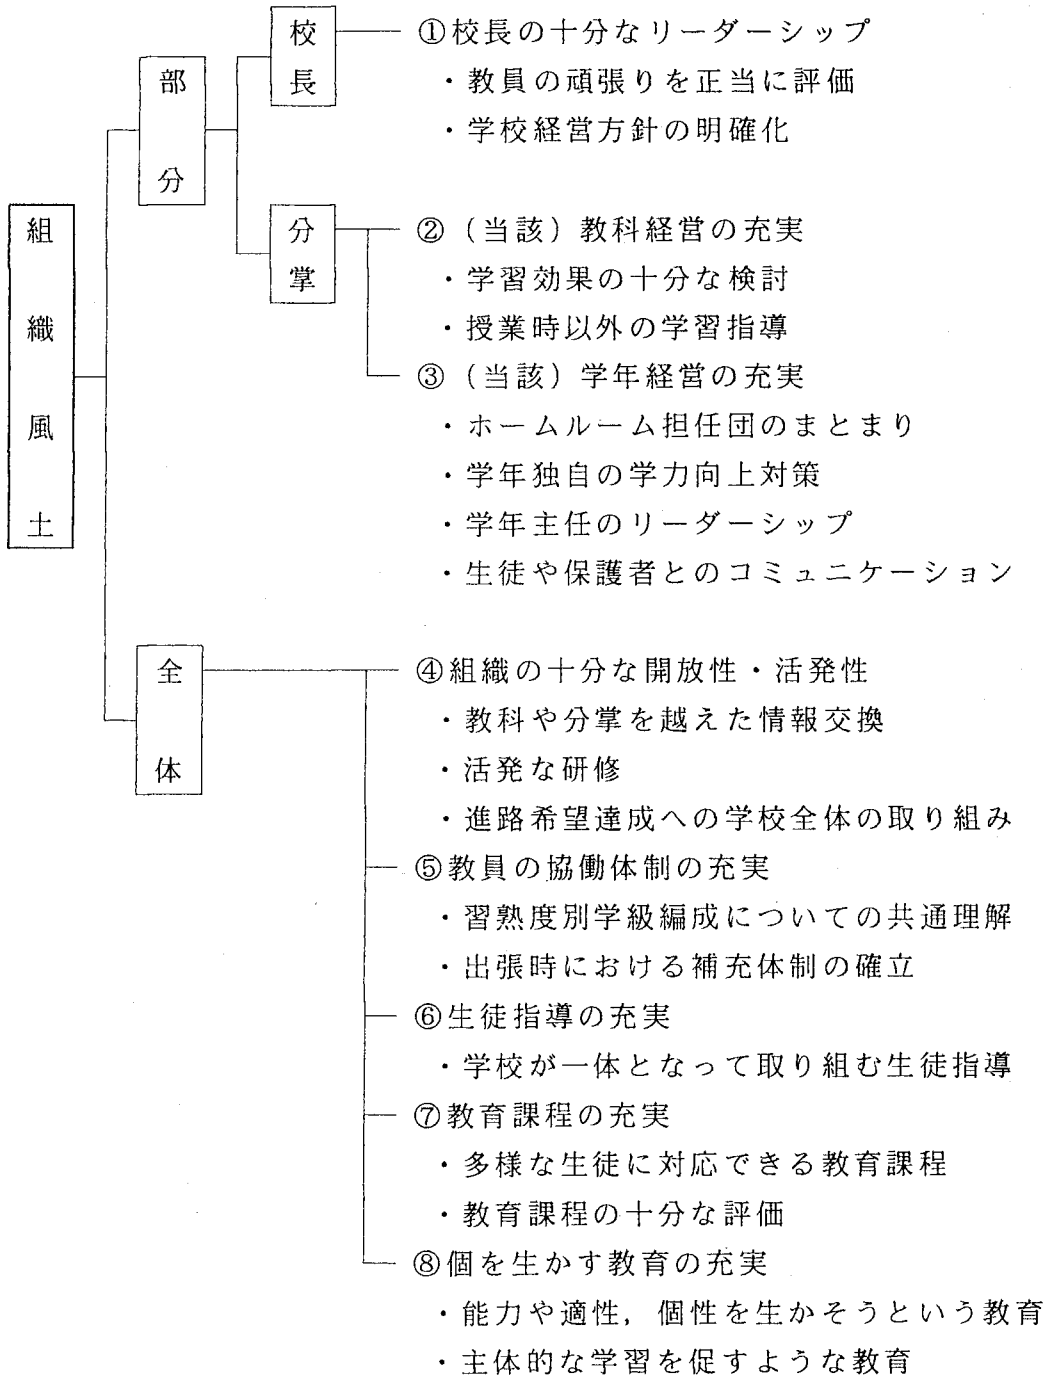 組織風土
部分
校長
①校長の十分なリーダーシップ
・教員の頑張りを正当に評価
・学校経営方針の明確化
分掌
②（当該）教科経営の充実
・学習効果の十分な検討
・授業時以外の学習指導
③（当該）学年経営の充実
・ホームルーム担任団のまとまり
・学年独自の学力向上対策
・学年主任のリーダーシップ
・生徒や保護者とのコミュニケーション
全体
④組織の十分な開放性・活発性
・教科や分掌を越えた情報交換
・活発な研修
・進路希望達成への学校全体の取り組み
⑤教員の協働体制の充実
・習熟度別学級編成についての共通理解
・出張時における補充体制の確立
⑥生徒指導の充実
・学校が一体となって取り組む生徒指導
⑦教育課程の充実
・多様な生徒に対応できる教育課程
・教育課程の十分な評価
⑧個を生かす教育の充実
・能力や適性，個性を生かそうという教育
・主体的な学習を促すような教育